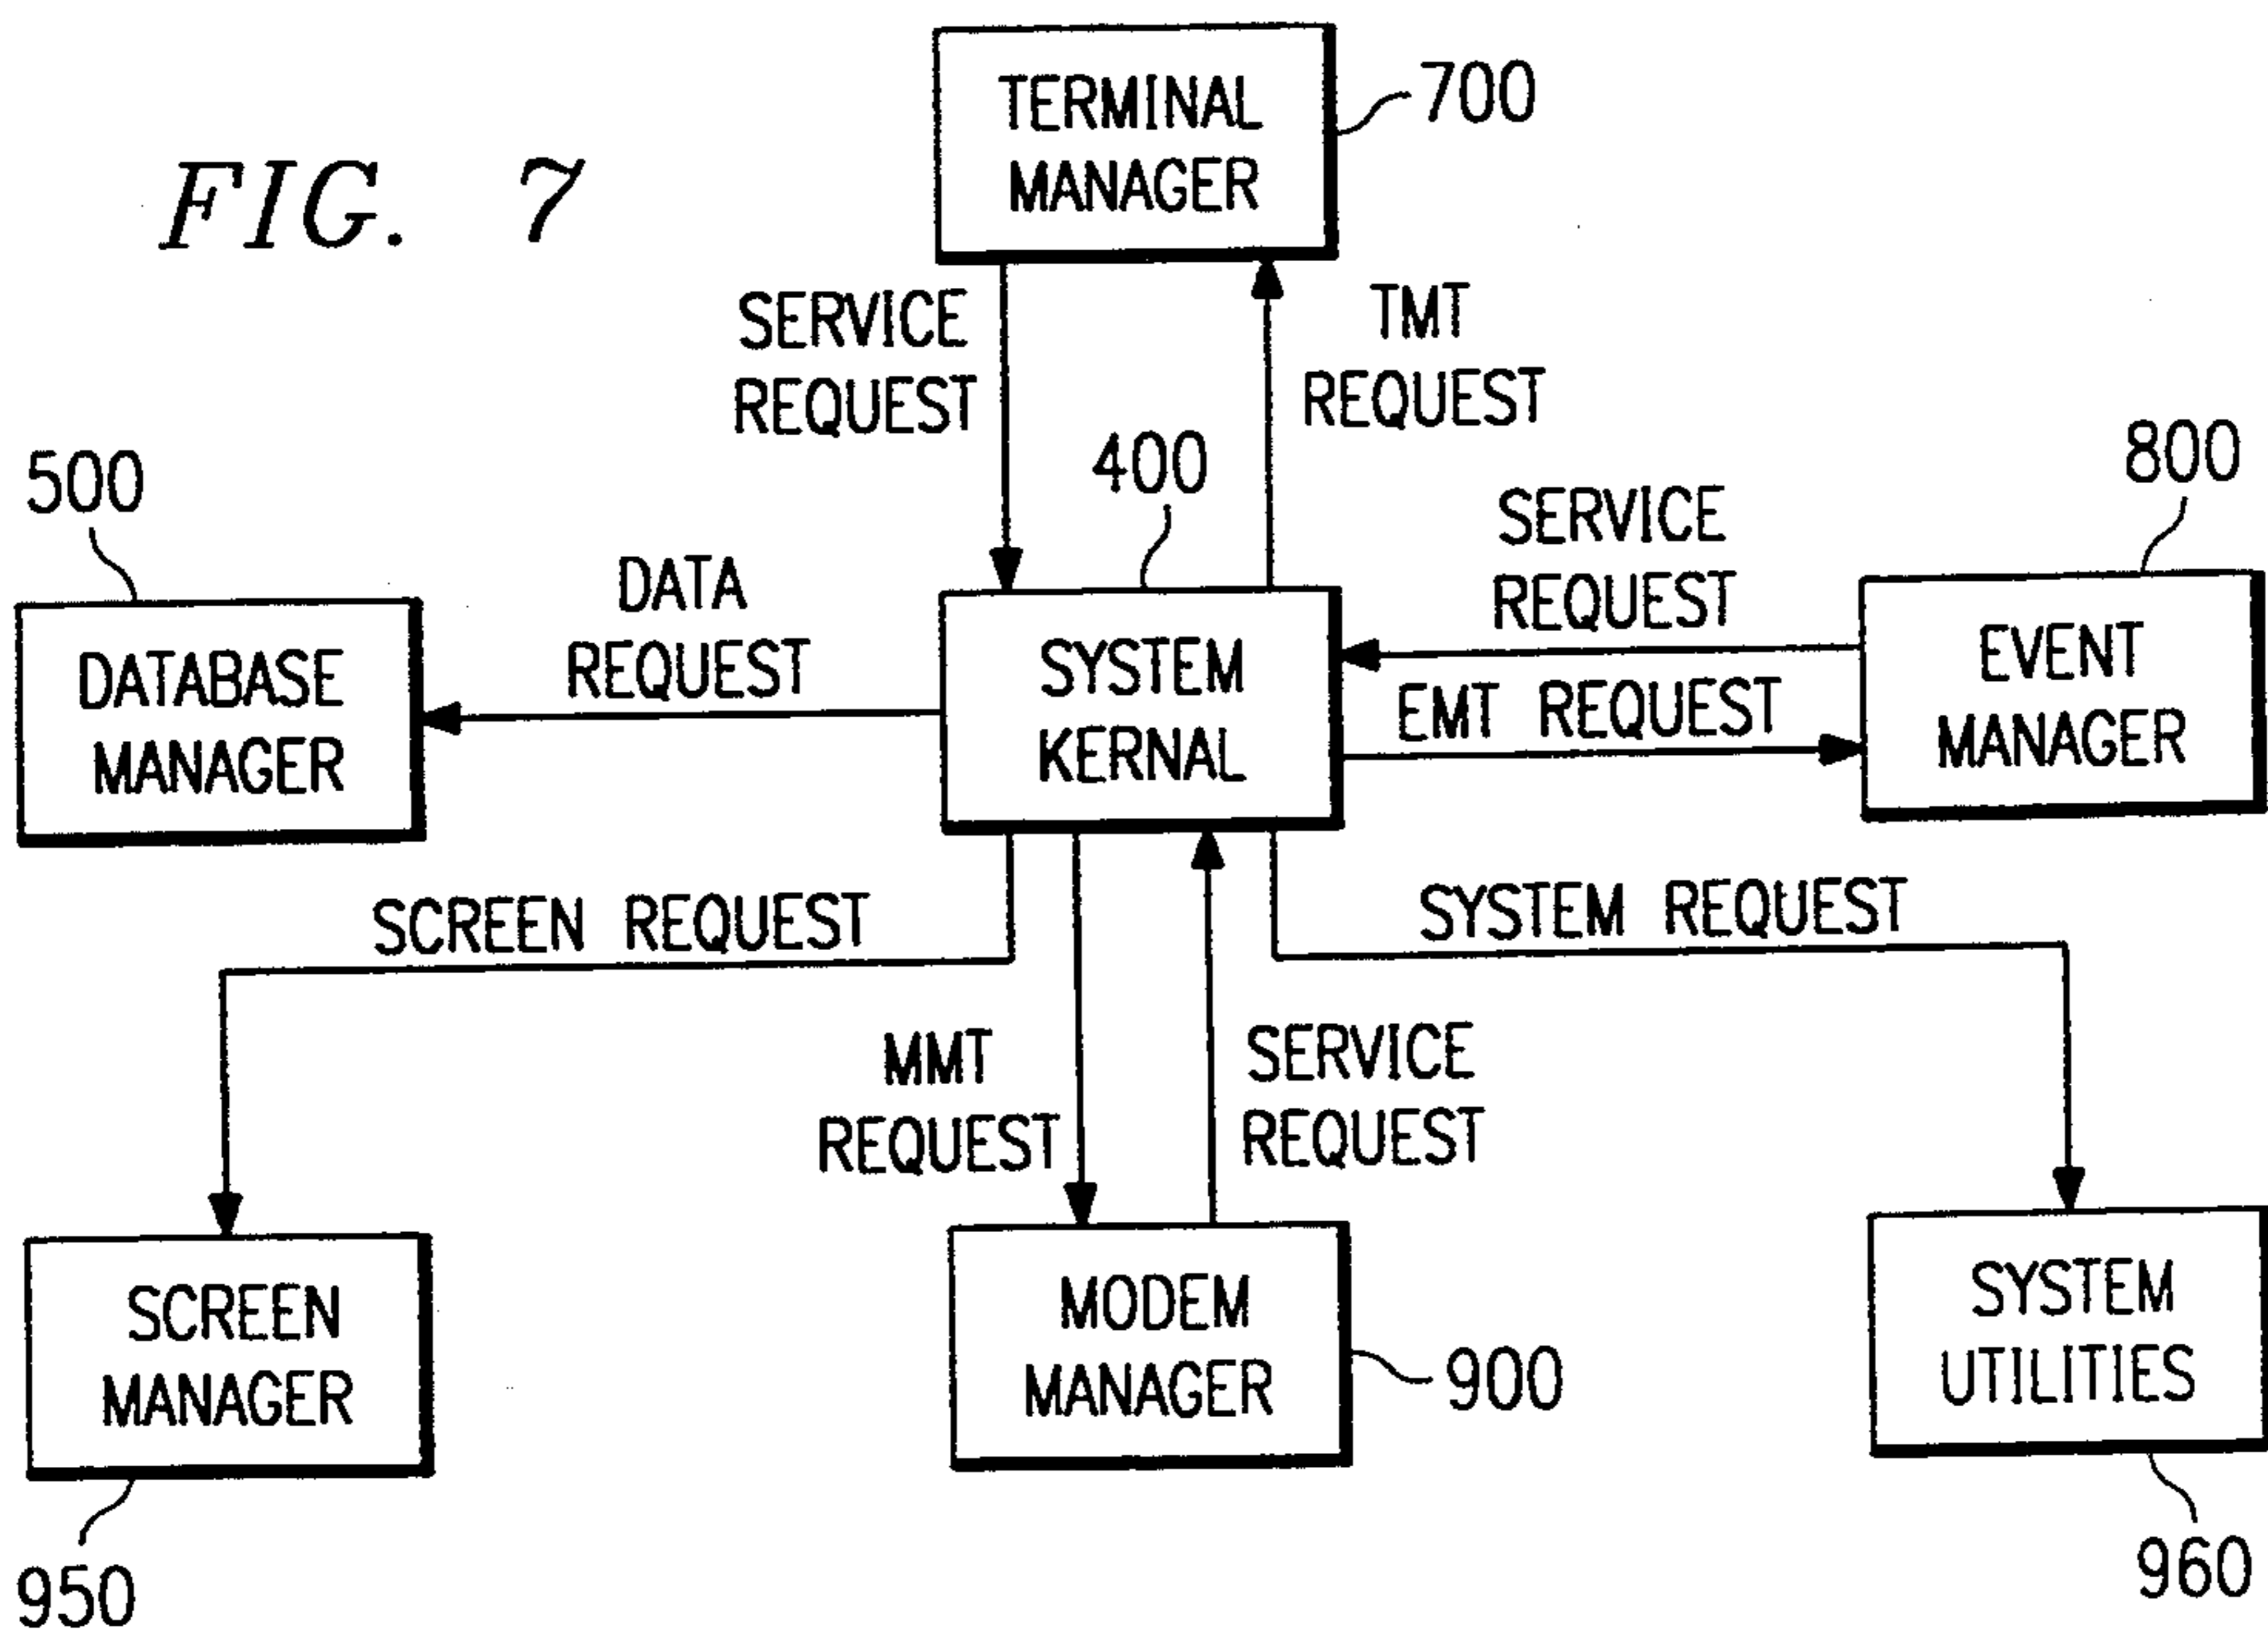 FIG. 7
TERMINAL
MANAGER
700
SERVICE
REQUEST
TMT
REQUEST
500
400
800
DATABASE
MANAGER
DATA
REQUEST
SYSTEM
KERNAL
SERVICE
REQUEST
EMT REQUEST
EVENT
MANAGER
SCREEN REQUEST
SYSTEM REQUEST
MMT
REQUEST
SERVICE
REQUEST
SCREEN
MANAGER
950
MODEM
MANAGER
900
SYSTEM
UTILITIES
960